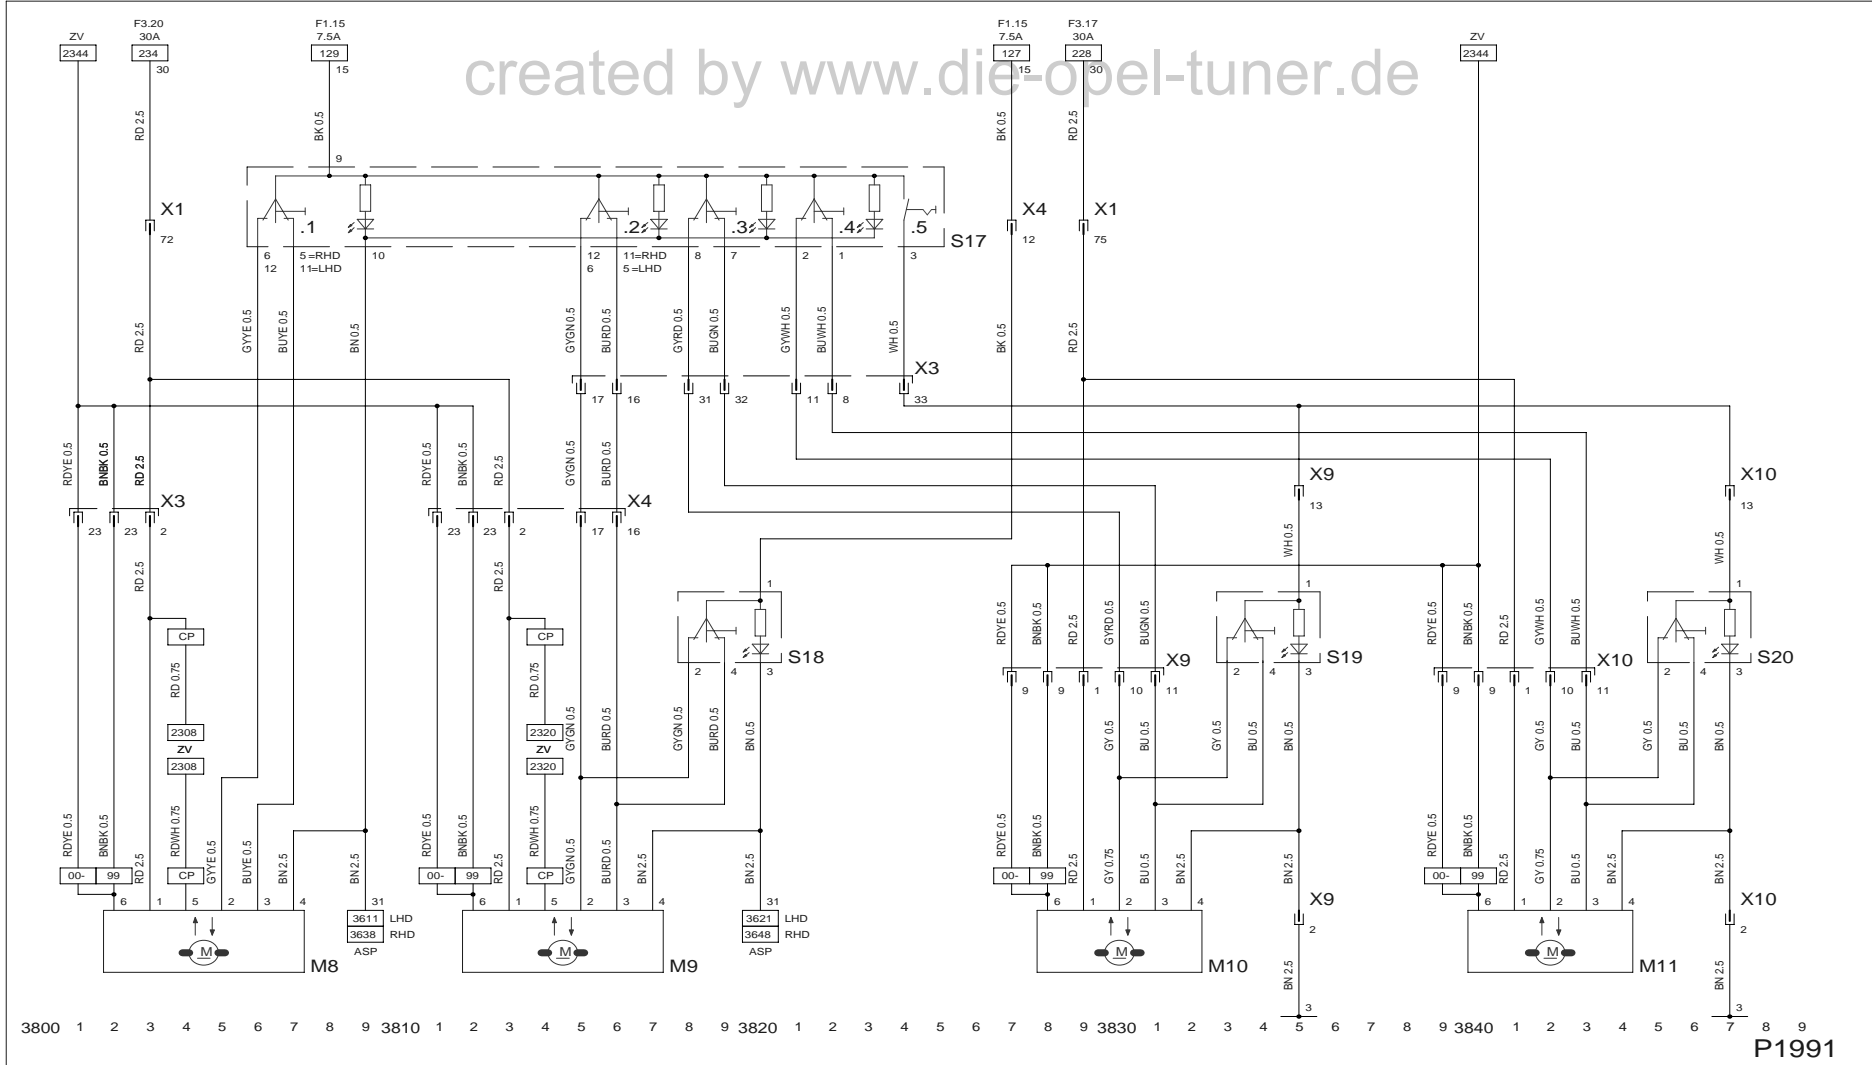 created by www.die-opel-tuner.de
ZV
2344
F3.20
30A
234
30
F1.15
7.5A
129
15
F1.15
7.5A
127
15
F3.17
30A
228
30
ZV
2344
RD 2.5
BK 0.5
BK 0.5
RD 2.5
9
X1
72
.1
.2
.3
.4
.5
S17
X4
12
X1
75
6 5=RHD 10 12 11=RHD 8 7 2 1 3
12 11=LHD 6 5=LHD
RD 2.5
GYYE 0.5
BUYE 0.5
BN 0.5
GYGN 0.5
BURD 0.5
GYRD 0.5
BUGN 0.5
GYWH 0.5
BUWH 0.5
WH 0.5
BK 0.5
RD 2.5
X3
17 16 31 32 11 8 33
RDYE 0.5
BNBK 0.5
RD 2.5
RDYE 0.5
BNBK 0.5
RD 2.5
GYGN 0.5
BURD 0.5
X9
13
X10
13
X3
23 23 2
X4
23 23 2 17 16
WH 0.5
WH 0.5
RD 2.5
RD 2.5
1
1
1
CP
CP
S18
2 4 3
RDYE 0.5
BNBK 0.5
RD 2.5
GYRD 0.5
BUGN 0.5
S19
2 4 3
RDYE 0.5
BNBK 0.5
RD 2.5
GYWH 0.5
BUWH 0.5
S20
2 4 3
X9
9 9 1 10 11
X10
9 9 1 10 11
RD 0.75
RD 0.75
2308
ZV
2308
2320
ZV
2320
GYGN 0.5
BURD 0.5
GYGN 0.5
BURD 0.5
BN 0.5
GY 0.5
BU 0.5
GY 0.5
BU 0.5
BN 0.5
GY 0.5
BU 0.5
GY 0.5
BU 0.5
BN 0.5
RDYE 0.5
BNBK 0.5
RD 2.5
RDWH 0.75
GYYE 0.5
BUYE 0.5
BN 2.5
BN 2.5
RDYE 0.5
BNBK 0.5
RD 2.5
RDWH 0.75
GYGN 0.5
BURD 0.5
BN 2.5
BN 2.5
RDYE 0.5
BNBK 0.5
RD 2.5
GY 0.75
BU 0.5
BN 2.5
BN 2.5
RDYE 0.5
BNBK 0.5
RD 2.5
GY 0.75
BU 0.5
BN 2.5
BN 2.5
00- 99 CP
00- 99 CP
00- 99
00- 99
6 1 5 2 3 4 31
6 1 5 2 3 4 31
6 1 2 3 4
6 1 2 3 4
3611 LHD
3638 RHD
ASP
3621 LHD
3648 RHD
ASP
X9
2
X10
2
M
M8
M
M9
M
M10
M
M11
BN 2.5
BN 2.5
3
3
3800 1 2 3 4 5 6 7 8 9 3810 1 2 3 4 5 6 7 8 9 3820 1 2 3 4 5 6 7 8 9 3830 1 2 3 4 5 6 7 8 9 3840 1 2 3 4 5 6 7 8 9
P1991